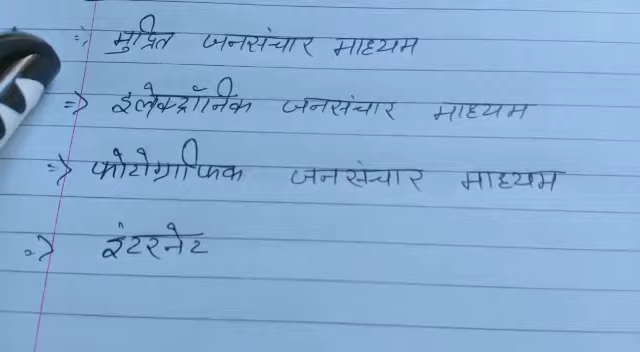 ⇒ मुद्रित जनसंचार माध्यम
⇒ इलेक्ट्रॉनिक जनसंचार माध्यम
⇒ फोटोग्राफिक जनसंचार माध्यम
⇒ इंटरनेट